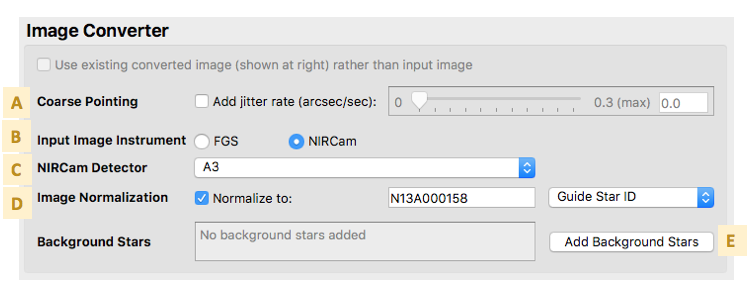 Image Converter
Use existing converted image (shown at right) rather than input image
A Coarse Pointing Add jitter rate (arcsec/sec): 0 0.3 (max) 0.0
B Input Image Instrument FGS NIRCam
C NIRCam Detector A3
D Image Normalization Normalize to: N13A000158 Guide Star ID
Background Stars No background stars added Add Background Stars E